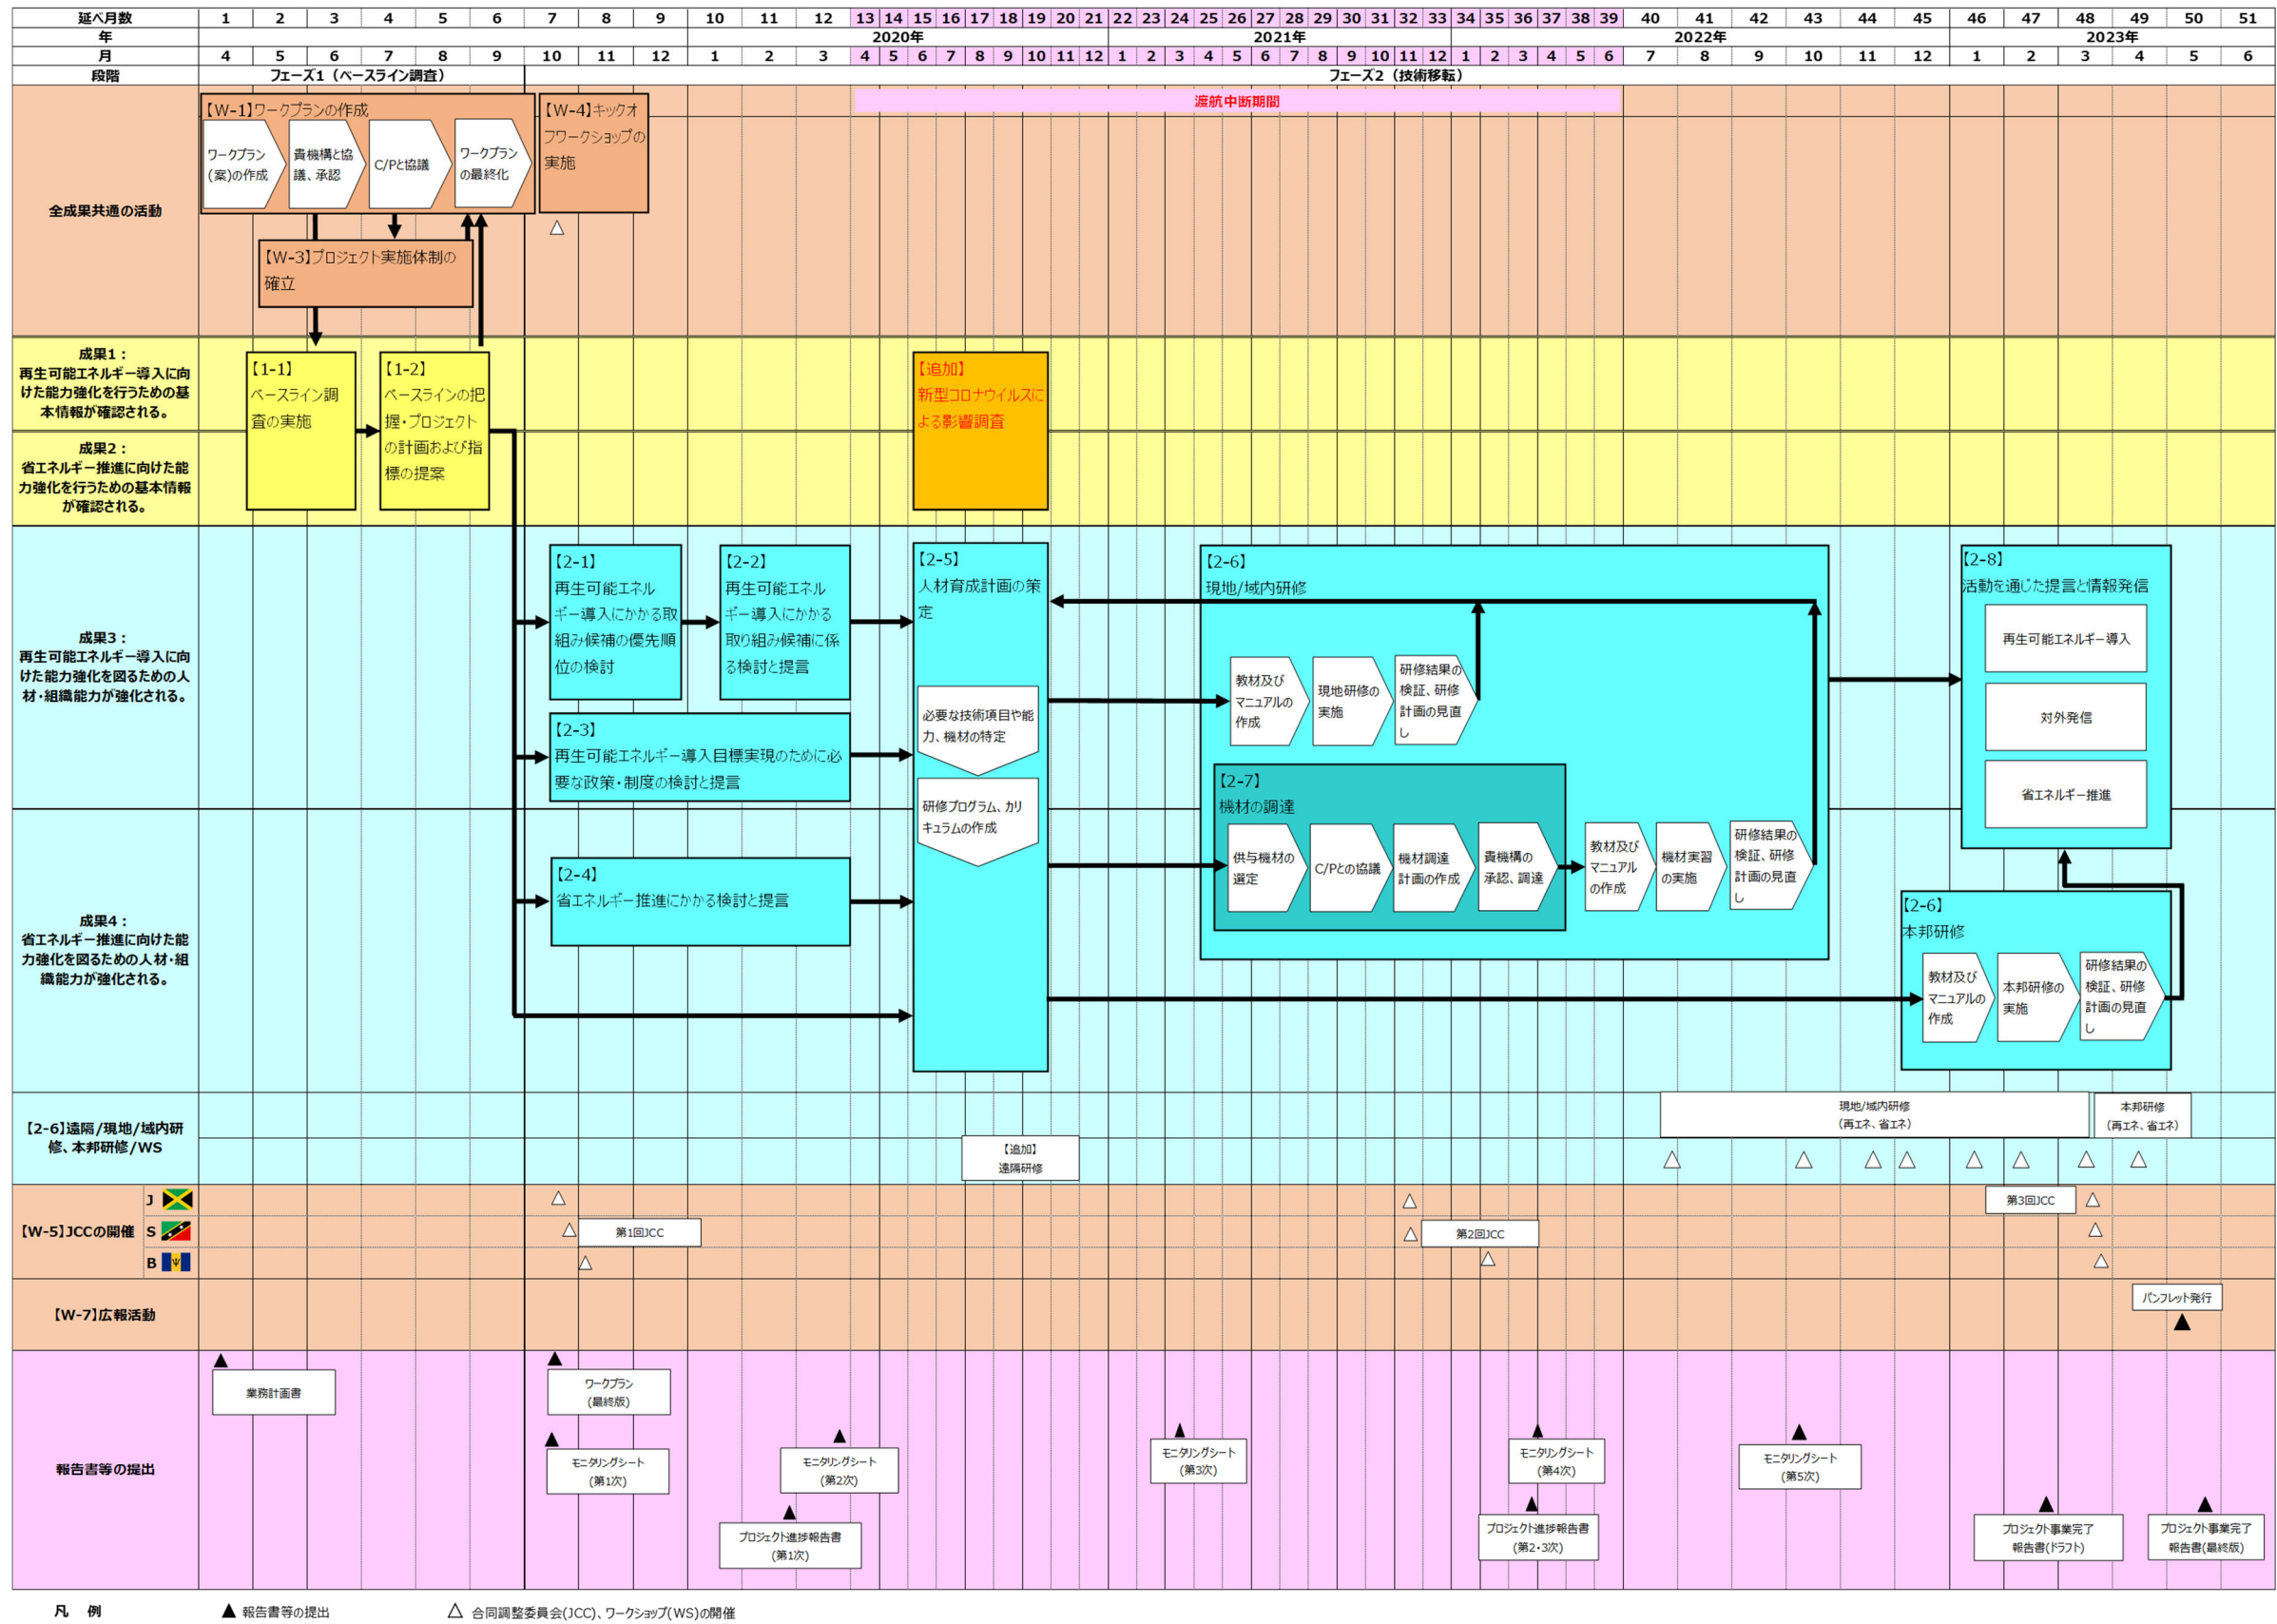 延べ月数 1 2 3 4 5 6 7 8 9 10 11 12 13 14 15 16 17 18 19 20 21 22 23 24 25 26 27 28 29 30 31 32 33 34 35 36 37 38 39 40 41 42 43 44 45 46 47 48 49 50 51
年 2020年 2021年 2022年 2023年
月 4 5 6 7 8 9 10 11 12 1 2 3 4 5 6 7 8 9 10 11 12 1 2 3 4 5 6 7 8 9 10 11 12 1 2 3 4 5 6 7 8 9 10 11 12 1 2 3 4 5 6
段階 フェーズ1（ベースライン調査） フェーズ2（技術移転）
渡航中断期間
全成果共通の活動
【W-1】ワークプランの作成
ワークプラン
(案)の作成
貴機構と協
議、承認
C/Pと協議
ワークプラン
の最終化
【W-4】キックオ
フワークショップの
実施
【W-3】プロジェクト実施体制の
確立
成果1：
再生可能エネルギー導入に向
けた能力強化を行うための基
本情報が確認される。
成果2：
省エネルギー推進に向けた能
力強化を行うための基本情報
が確認される。
【1-1】
ベースライン調
査の実施
【1-2】
ベースラインの把
握・プロジェクト
の計画および指
標の提案
【追加】
新型コロナウイルスに
よる影響調査
成果3：
再生可能エネルギー導入に向
けた能力強化を図るための人
材・組織能力が強化される。
成果4：
省エネルギー推進に向けた能
力強化を図るための人材・組
織能力が強化される。
【2-1】
再生可能エネル
ギー導入にかかる取
組み候補の優先順
位の検討
【2-2】
再生可能エネル
ギー導入にかかる
取り組み候補に係
る検討と提言
【2-3】
再生可能エネルギー導入目標実現のために必
要な政策・制度の検討と提言
【2-4】
省エネルギー推進にかかる検討と提言
【2-5】
人材育成計画の策
定
必要な技術項目や能
力、機材の特定
研修プログラム、カリ
キュラムの作成
【2-6】
現地/域内研修
教材及び
マニュアルの
作成
現地研修の
実施
研修結果の
検証、研修
計画の見直
し
【2-7】
機材の調達
供与機材の
選定
C/Pとの協議
機材調達
計画の作成
貴機構の
承認、調達
教材及び
マニュアル
の作成
機材実習
の実施
研修結果の
検証、研修
計画の見直
し
【2-8】
活動を通じた提言と情報発信
再生可能エネルギー導入
対外発信
省エネルギー推進
【2-6】
本邦研修
教材及び
マニュアルの
作成
本邦研修の
実施
研修結果の
検証、研修
計画の見直
し
【2-6】遠隔/現地/域内研
修、本邦研修/WS
【追加】
遠隔研修
現地/域内研修
（再エネ、省エネ）
本邦研修
（再エネ、省エネ）
【W-5】JCCの開催
J
S
B
第1回JCC
第2回JCC
第3回JCC
【W-7】広報活動
パンフレット発行
報告書等の提出
業務計画書
ワークプラン
(最終版)
モニタリングシート
(第1次)
モニタリングシート
(第2次)
プロジェクト進捗報告書
(第1次)
モニタリングシート
(第3次)
モニタリングシート
(第4次)
プロジェクト進捗報告書
(第2・3次)
モニタリングシート
(第5次)
プロジェクト事業完了
報告書(ドラフト)
プロジェクト事業完了
報告書(最終版)
凡 例 ▲ 報告書等の提出 △ 合同調整委員会(JCC)、ワークショップ(WS)の開催